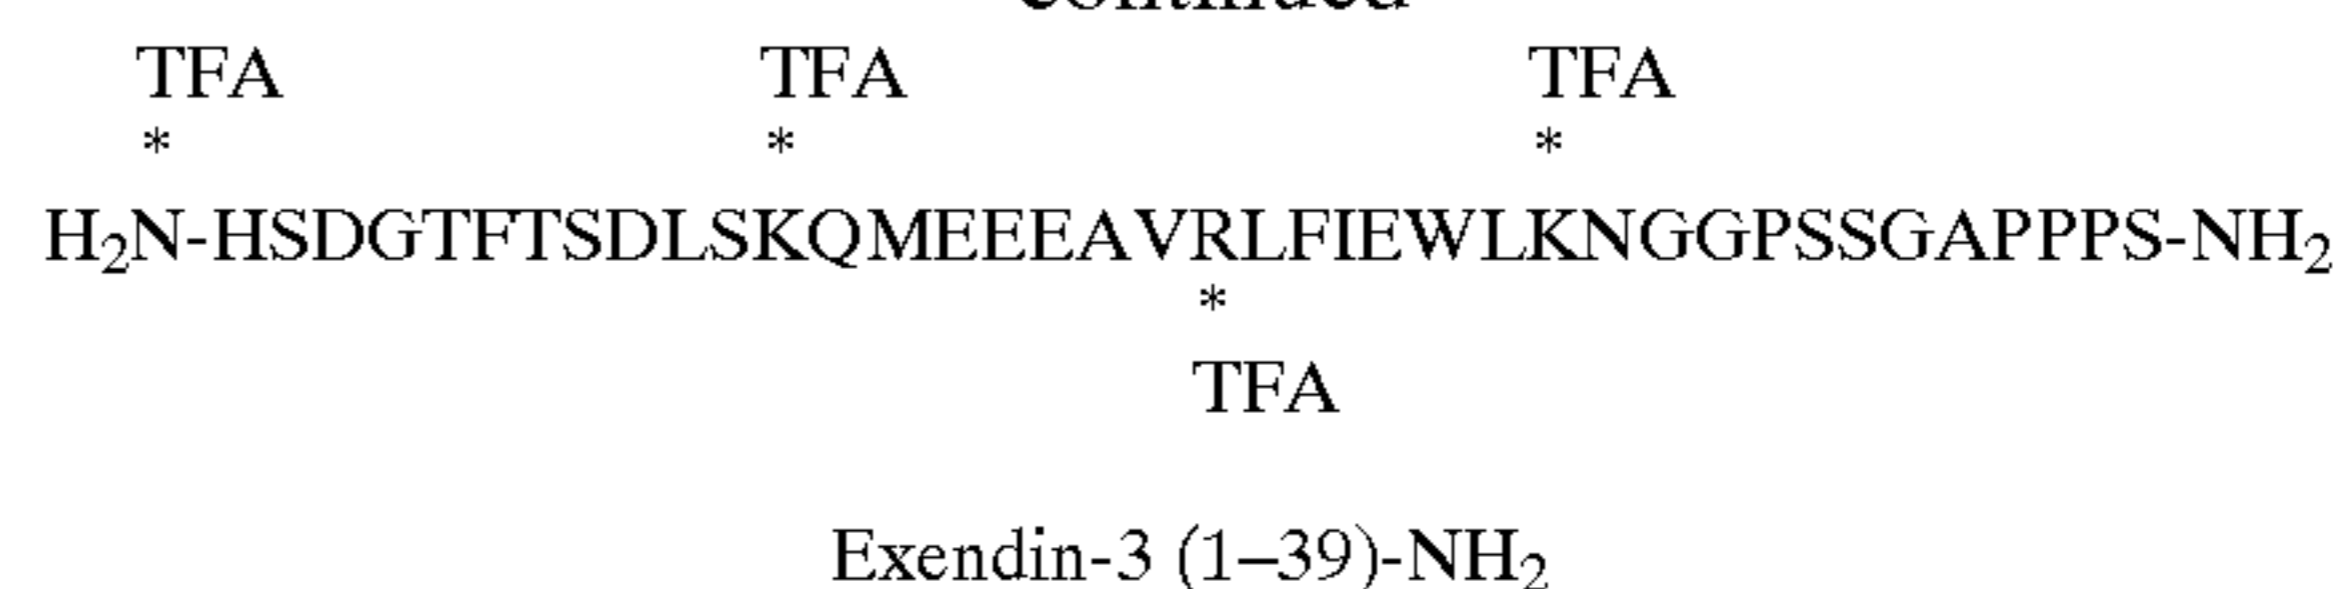 TFA TFA TFA
* * *
H₂N-HSDGTFTSDLSKQMEEEAVRLFIEWLKNGGPSSGAPPPS-NH₂
*
TFA
Exendin-3 (1–39)-NH₂